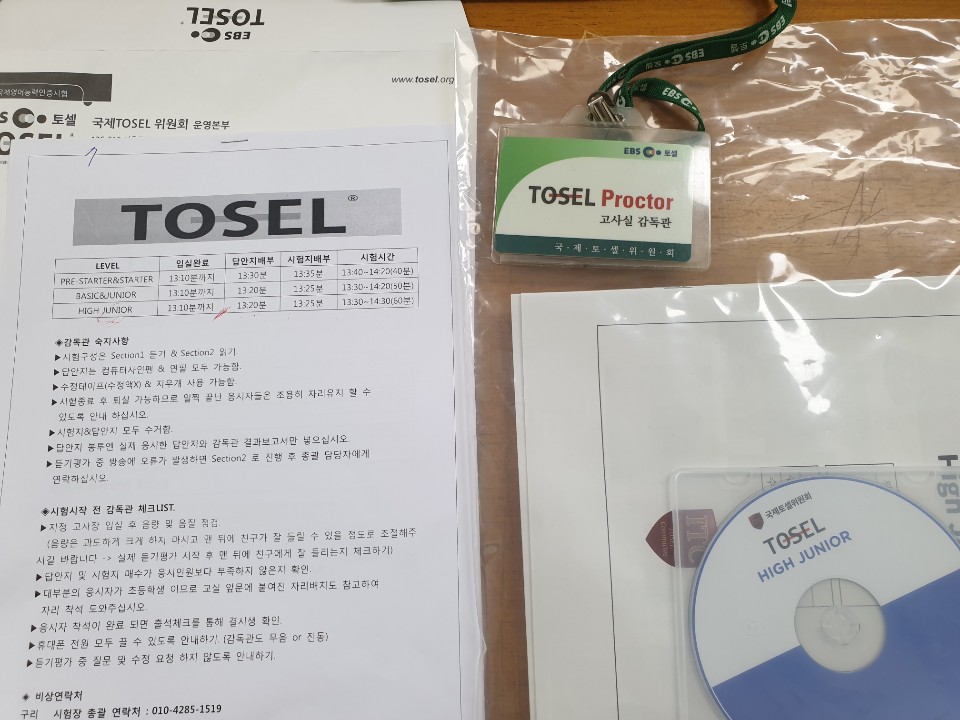 TOSEL
EBS
www.tosel.org
국제영어능력인증시험
EBS 토셀
국제TOSEL 위원회 운영본부
TOSEL
TOSEL ®
LEVEL 입실완료 답안지배부 시험지배부 시험시간
PRE-STARTER&STARTER 13:10분까지 13:30분 13:35분 13:40~14:20(40분)
BASIC&JUNIOR 13:10분까지 13:20분 13:25분 13:30~14:20(50분)
HIGH JUNIOR 13:10분까지 13:20분 13:25분 13:30~14:30(60분)
◈감독관 숙지사항
▶시험구성은 Section1 듣기 & Section2 읽기.
▶답안지는 컴퓨터사인펜 & 연필 모두 가능함.
▶수정테이프(수정액X) & 지우개 사용 가능함.
▶시험종료 후 퇴실 가능하므로 일찍 끝난 응시자들은 조용히 자리유지 할 수
있도록 안내 하십시오.
▶시험지&답안지 모두 수거함.
▶답안지 봉투엔 실제 응시한 답안지와 감독관 결과보고서만 넣으십시오.
▶듣기평가 중 방송에 오류가 발생하면 Section2 로 진행 후 총괄 담당자에게
연락하십시오.
◈시험시작 전 감독관 체크LIST.
▶지정 고사장 입실 후 음량 및 음질 점검
(음량은 과도하게 크게 하지 마시고 맨 뒤에 친구가 잘 들릴 수 있을 정도로 조절해주
시길 바랍니다 -> 실제 듣기평가 시작 후 맨 뒤에 친구에게 잘 들리는지 체크하기)
▶답안지 및 시험지 매수가 응시인원보다 부족하지 않은지 확인.
▶대부분의 응시자가 초등학생 이므로 교실 앞문에 붙여진 자리배치도 참고하여
자리 착석 도와주십시오.
▶응시자 착석이 완료 되면 출석체크를 통해 결시생 확인.
▶휴대폰 전원 모두 끌 수 있도록 안내하기. (감독관도 무음 or 진동)
▶듣기평가 중 질문 및 수정 요청 하지 않도록 안내하기.
◈ 비상연락처
구리 시험장 총괄 연락처 : 010-4285-1519
EBS 토셀
EBS
EBS 토셀
TOSEL Proctor
고사실 감독관
국·제·토·셀·위·원·회
High
국제토셀위원회
TOSEL
HIGH JUNIOR